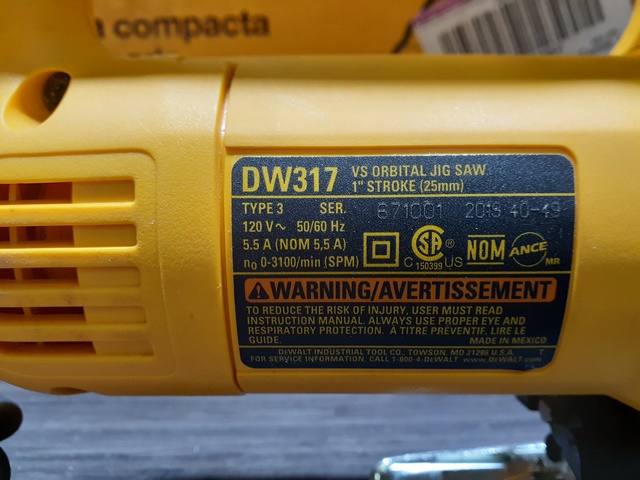 compacta
DW317 VS ORBITAL JIG SAW
1" STROKE (25mm)
TYPE 3 SER. 671001 2018 40-49
120 V~ 50/60 Hz
5.5 A (NOM 5,5 A)
n₀ 0-3100/min (SPM)
C SA ® US
150399
NOM ANCE MR
WARNING/AVERTISSEMENT
TO REDUCE THE RISK OF INJURY, USER MUST READ
INSTRUCTION MANUAL. ALWAYS USE PROPER EYE AND
RESPIRATORY PROTECTION. À TITRE PRÉVENTIF, LIRE LE
GUIDE. MADE IN MEXICO
DEWALT INDUSTRIAL TOOL CO., TOWSON, MD 21286 U.S.A. T
FOR SERVICE INFORMATION, CALL 1-800-4-DEWALT www.DEWALT.com